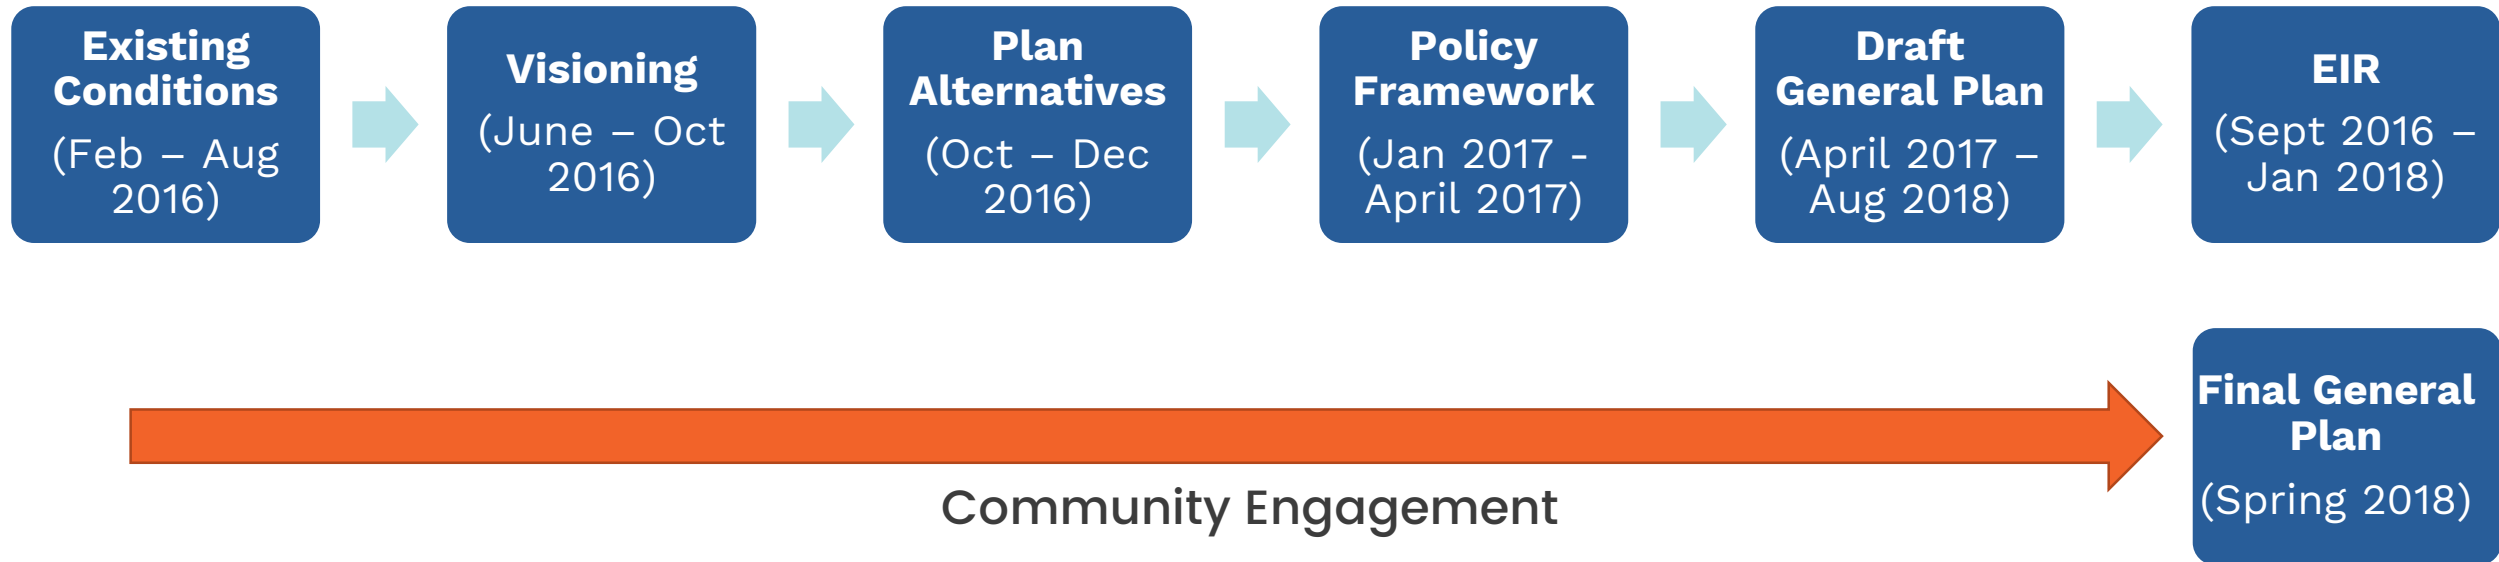 Existing
Conditions
(Feb – Aug
2016)
Visioning
(June – Oct
2016)
Plan
Alternatives
(Oct – Dec
2016)
Policy
Framework
(Jan 2017 -
April 2017)
Draft
General Plan
(April 2017 –
Aug 2018)
EIR
(Sept 2016 –
Jan 2018)
Final General
Plan
(Spring 2018)
Community Engagement